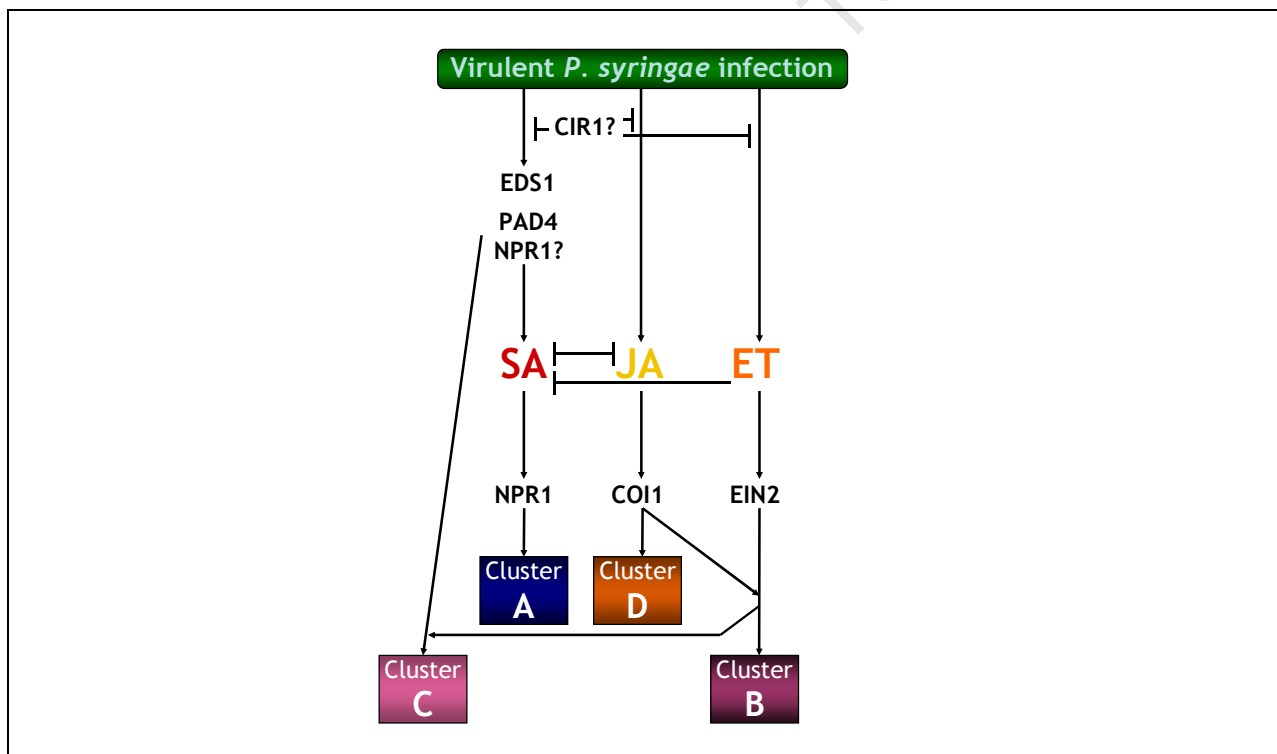 Virulent P. syringae infection
CIR1?
EDS1
PAD4
NPR1?
SA
JA
ET
NPR1
COI1
EIN2
Cluster
A
Cluster
D
Cluster
C
Cluster
B